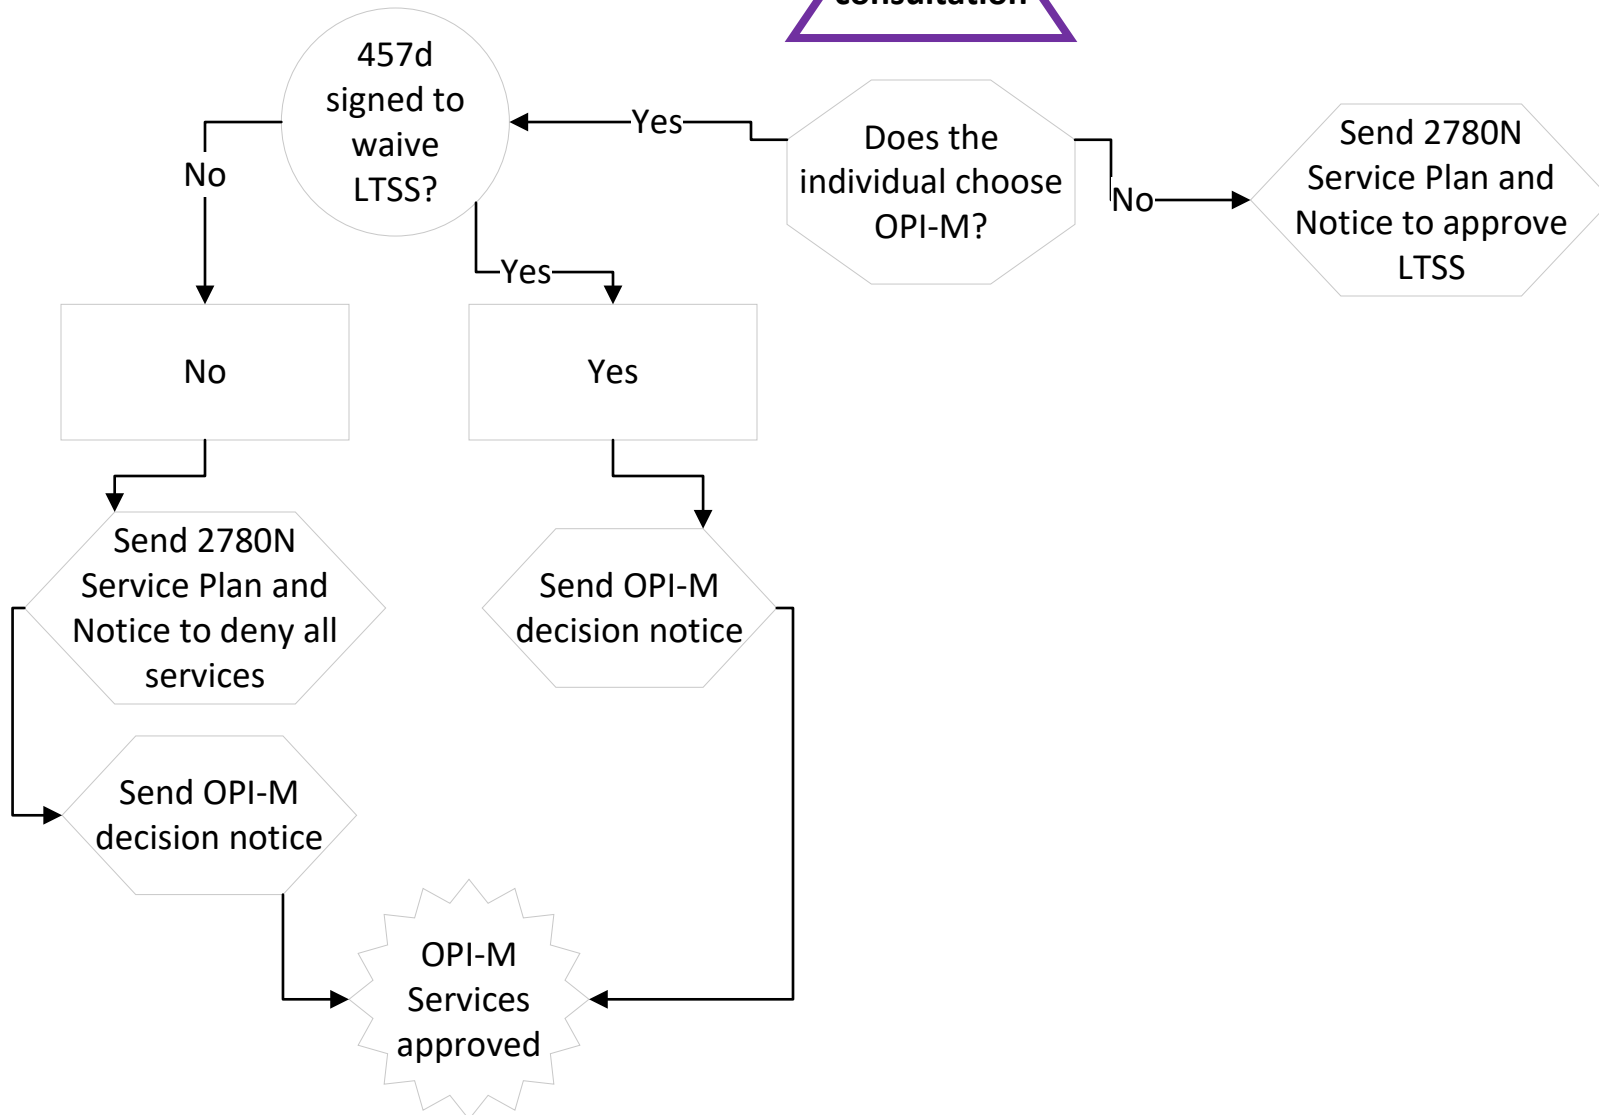 consultation
457d
signed to
waive
LTSS?
Yes
Does the
individual choose
OPI-M?
No
Send 2780N
Service Plan and
Notice to approve
LTSS
No
Yes
No
Yes
Send 2780N
Service Plan and
Notice to deny all
services
Send OPI-M
decision notice
Send OPI-M
decision notice
OPI-M
Services
approved